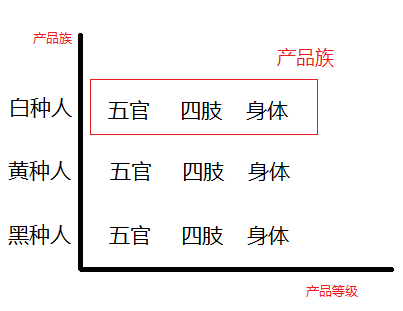 产品族
产品族
白种人 五官 四肢 身体
黄种人 五官 四肢 身体
黑种人 五官 四肢 身体
产品等级